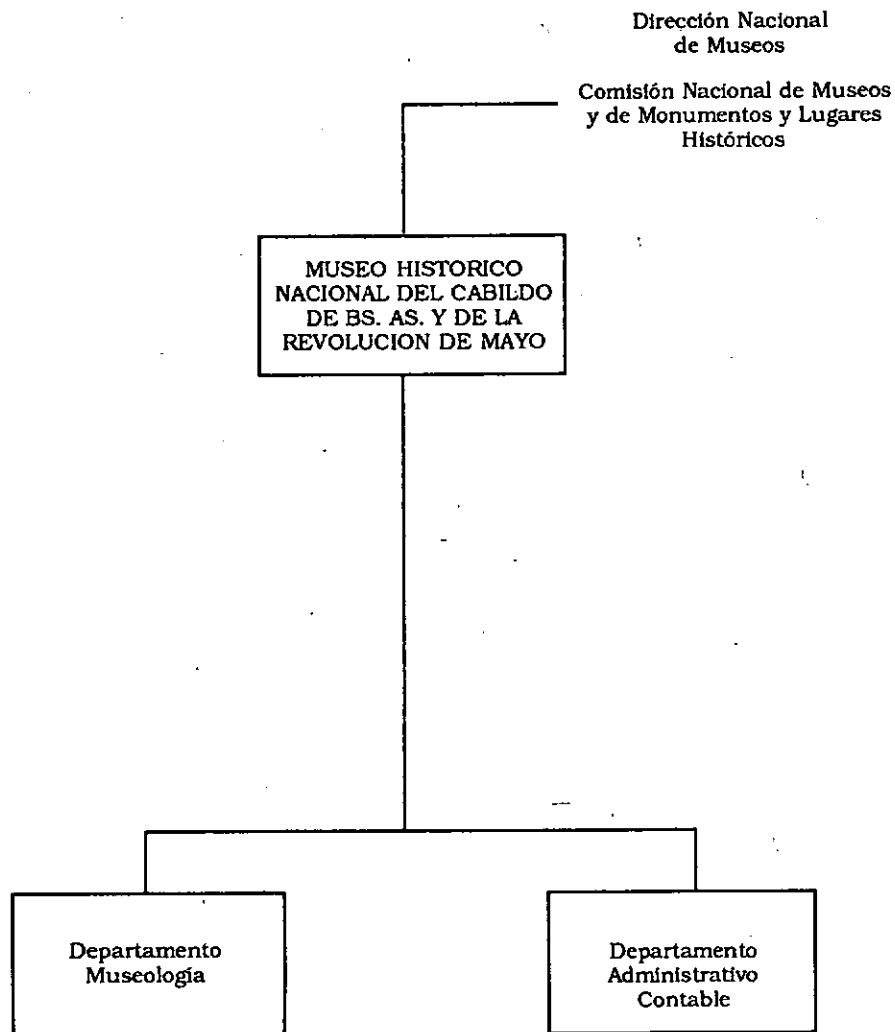 Dirección Nacional
de Museos
Comisión Nacional de Museos
y de Monumentos y Lugares
Históricos
MUSEO HISTORICO
NACIONAL DEL CABILDO
DE BS. AS. Y DE LA
REVOLUCION DE MAYO
Departamento
Museología
Departamento
Administrativo
Contable